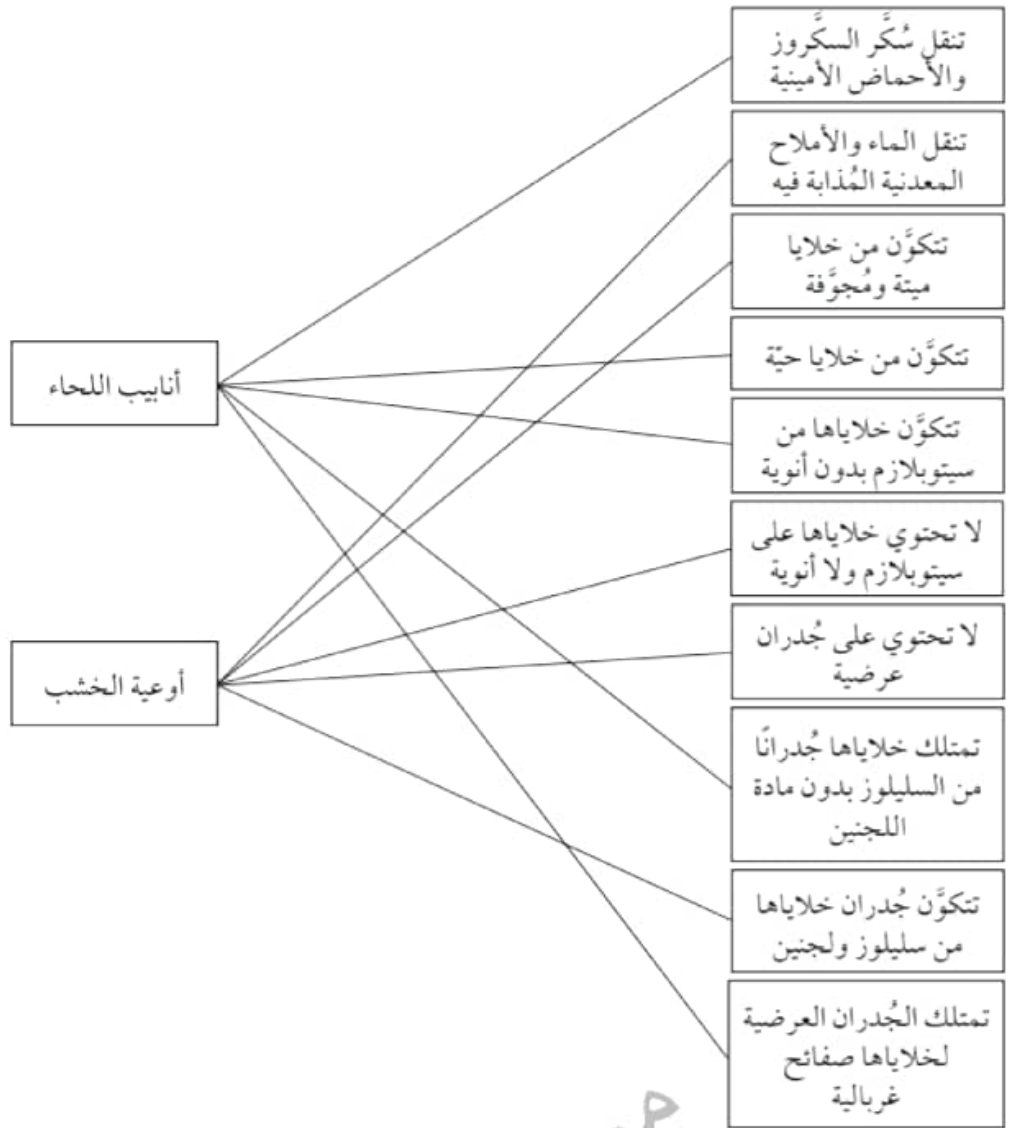 تنقل سُكَّر السكَّروز
والأحماض الأمينية
تنقل الماء والأملاح
المعدنية المُذابة فيه
تتكوَّن من خلايا
ميتة ومُجوَّفة
تتكوَّن من خلايا حيّة
تتكوَّن خلاياها من
سيتوبلازم بدون أنوية
لا تحتوي خلاياها على
سيتوبلازم ولا أنوية
لا تحتوي على جُدران
عرضية
تمتلك خلاياها جُدرانًا
من السليلوز بدون مادة
اللجنين
تتكوَّن جُدران خلاياها
من سليلوز ولجنين
تمتلك الجُدران العرضية
لخلاياها صفائح
غربالية
أنابيب اللحاء
أوعية الخشب